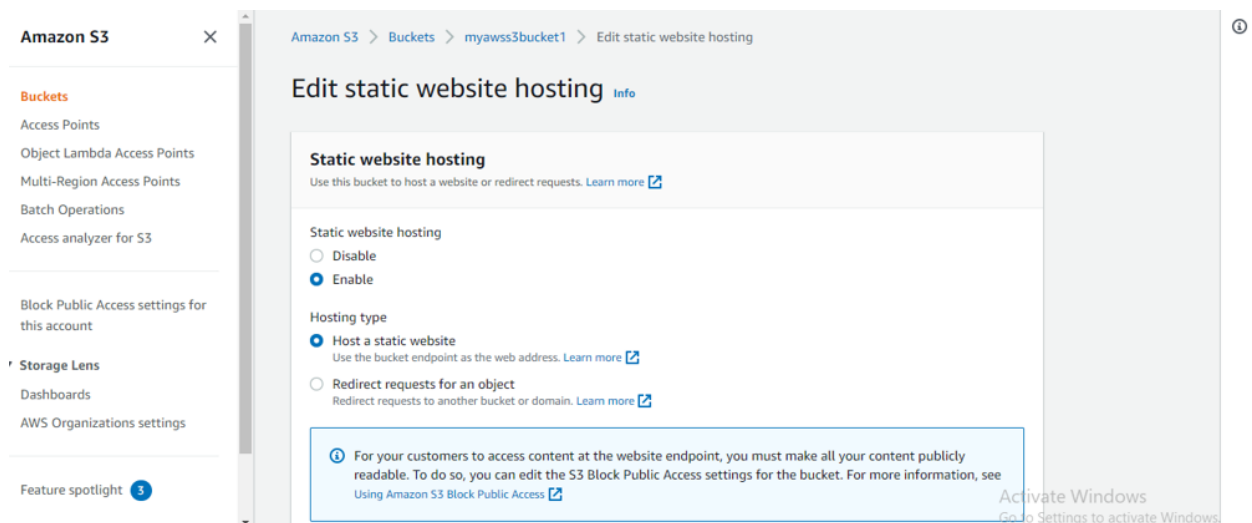 Amazon S3
Buckets
Access Points
Object Lambda Access Points
Multi-Region Access Points
Batch Operations
Access analyzer for S3
Block Public Access settings for
this account
Storage Lens
Dashboards
AWS Organizations settings
Feature spotlight 3
Amazon S3 > Buckets > myawss3bucket1 > Edit static website hosting
Edit static website hosting Info
Static website hosting
Use this bucket to host a website or redirect requests. Learn more
Static website hosting
Disable
Enable
Hosting type
Host a static website
Use the bucket endpoint as the web address. Learn more
Redirect requests for an object
Redirect requests to another bucket or domain. Learn more
For your customers to access content at the website endpoint, you must make all your content publicly
readable. To do so, you can edit the S3 Block Public Access settings for the bucket. For more information, see
Using Amazon S3 Block Public Access
Activate Windows
Go to Settings to activate Windows.